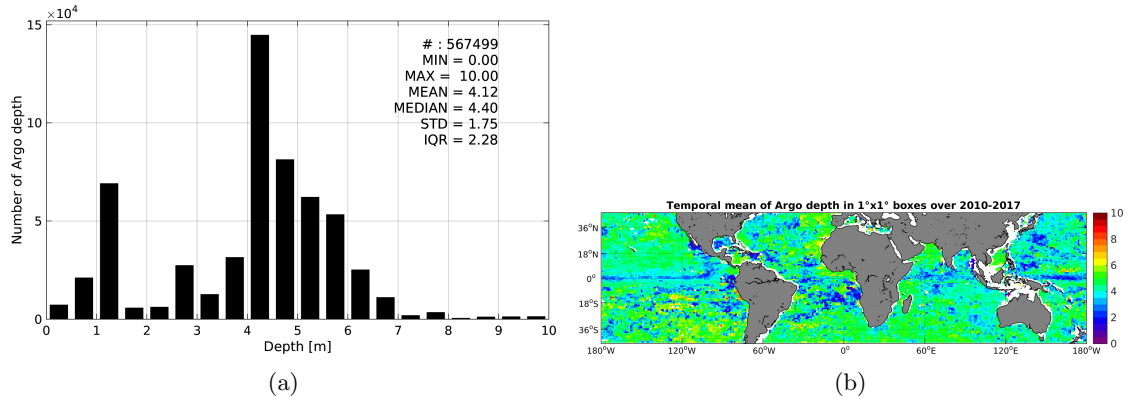 ×10⁴
15
10
5
0
Number of Argo depth
# : 567499
MIN = 0.00
MAX = 10.00
MEAN = 4.12
MEDIAN = 4.40
STD = 1.75
IQR = 2.28
0 1 2 3 4 5 6 7 8 9 10
Depth [m]
(a)
Temporal mean of Argo depth in 1°x1° boxes over 2010-2017
36°N
18°N
0°
18°S
36°S
180°W 120°W 60°W 0° 60°E 120°E 180°W
10
8
6
4
2
0
(b)